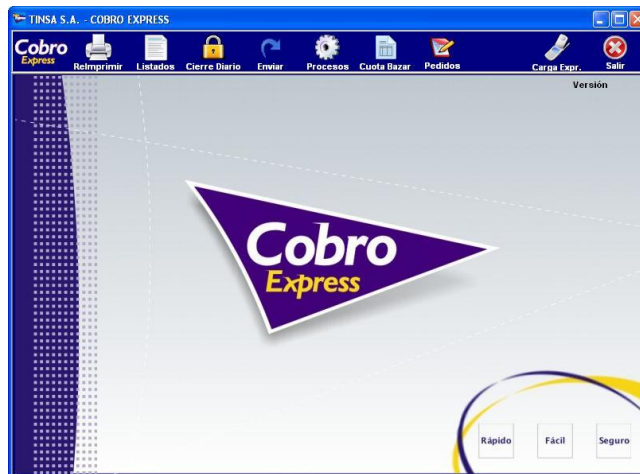 TINSA S.A. - COBRO EXPRESS
Cobro
Express
ReImprimir Listados Cierre Diario Enviar Procesos Cuota Bazar Pedidos Carga Expr. Salir
Versión
Cobro
Express
Rápido Fácil Seguro